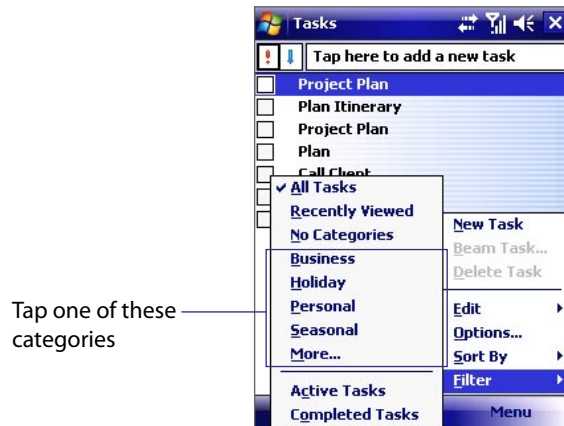 Tasks
Tap here to add a new task
Project Plan
Plan Itinerary
Project Plan
Plan
Call Client
All Tasks
Recently Viewed
No Categories
Business
Holiday
Personal
Seasonal
More...
Active Tasks
Completed Tasks
New Task
Beam Task...
Delete Task
Edit
Options...
Sort By
Filter
Menu
Tap one of these
categories